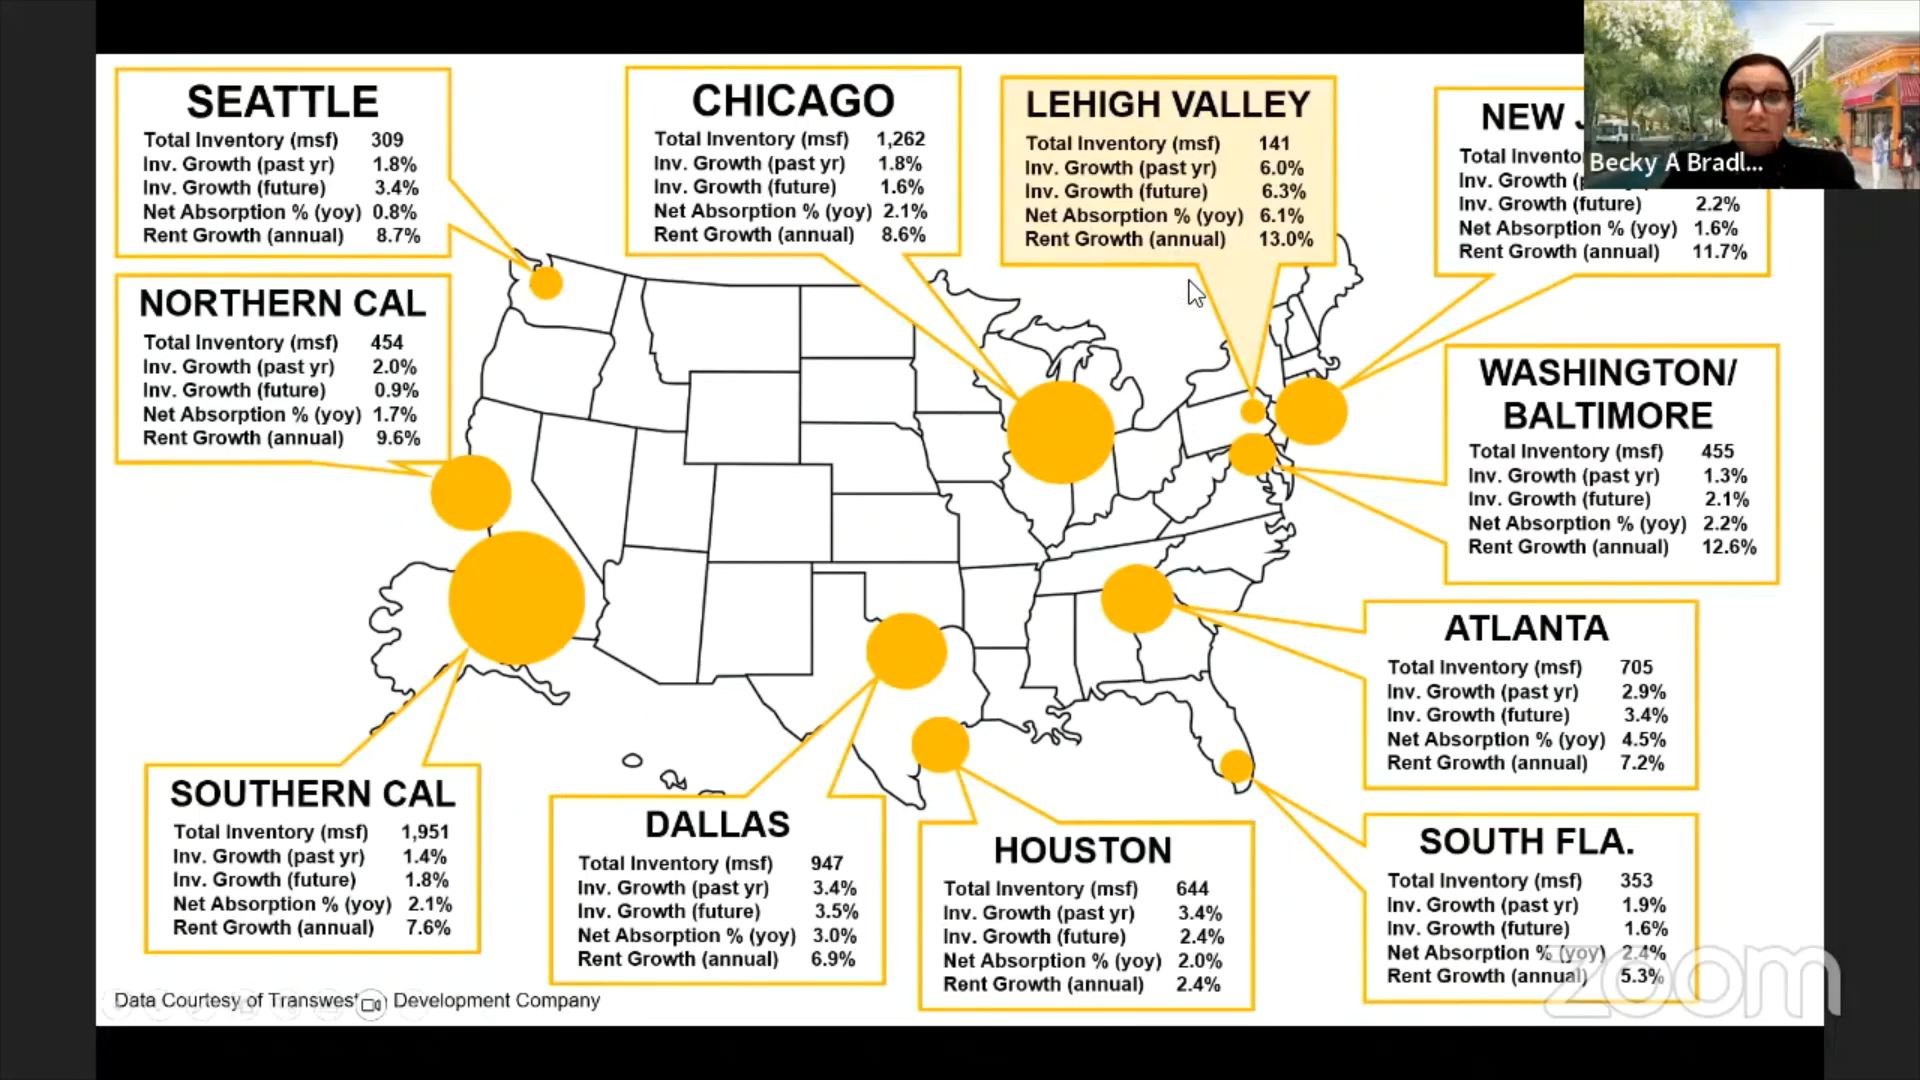 SEATTLE
Total Inventory (msf) 309
Inv. Growth (past yr) 1.8%
Inv. Growth (future) 3.4%
Net Absorption % (yoy) 0.8%
Rent Growth (annual) 8.7%
CHICAGO
Total Inventory (msf) 1,262
Inv. Growth (past yr) 1.8%
Inv. Growth (future) 1.6%
Net Absorption % (yoy) 2.1%
Rent Growth (annual) 8.6%
LEHIGH VALLEY
Total Inventory (msf) 141
Inv. Growth (past yr) 6.0%
Inv. Growth (future) 6.3%
Net Absorption % (yoy) 6.1%
Rent Growth (annual) 13.0%
NEW
Total
Inv. Growth
Inv. Growth (future) 2.2%
Net Absorption % (yoy) 1.6%
Rent Growth (annual) 11.7%
Becky A Bradl...
NORTHERN CAL
Total Inventory (msf) 454
Inv. Growth (past yr) 2.0%
Inv. Growth (future) 0.9%
Net Absorption % (yoy) 1.7%
Rent Growth (annual) 9.6%
WASHINGTON/
BALTIMORE
Total Inventory (msf) 455
Inv. Growth (past yr) 1.3%
Inv. Growth (future) 2.1%
Net Absorption % (yoy) 2.2%
Rent Growth (annual) 12.6%
ATLANTA
Total Inventory (msf) 705
Inv. Growth (past yr) 2.9%
Inv. Growth (future) 3.4%
Net Absorption % (yoy) 4.5%
Rent Growth (annual) 7.2%
SOUTHERN CAL
Total Inventory (msf) 1,951
Inv. Growth (past yr) 1.4%
Inv. Growth (future) 1.8%
Net Absorption % (yoy) 2.1%
Rent Growth (annual) 7.6%
DALLAS
Total Inventory (msf) 947
Inv. Growth (past yr) 3.4%
Inv. Growth (future) 3.5%
Net Absorption % (yoy) 3.0%
Rent Growth (annual) 6.9%
HOUSTON
Total Inventory (msf) 644
Inv. Growth (past yr) 3.4%
Inv. Growth (future) 2.4%
Net Absorption % (yoy) 2.0%
Rent Growth (annual) 2.4%
SOUTH FLA.
Total Inventory (msf) 353
Inv. Growth (past yr) 1.9%
Inv. Growth (future) 1.6%
Net Absorption % (yoy) 2.4%
Rent Growth (annual) 5.3%
Data Courtesy of Development Company
zoom